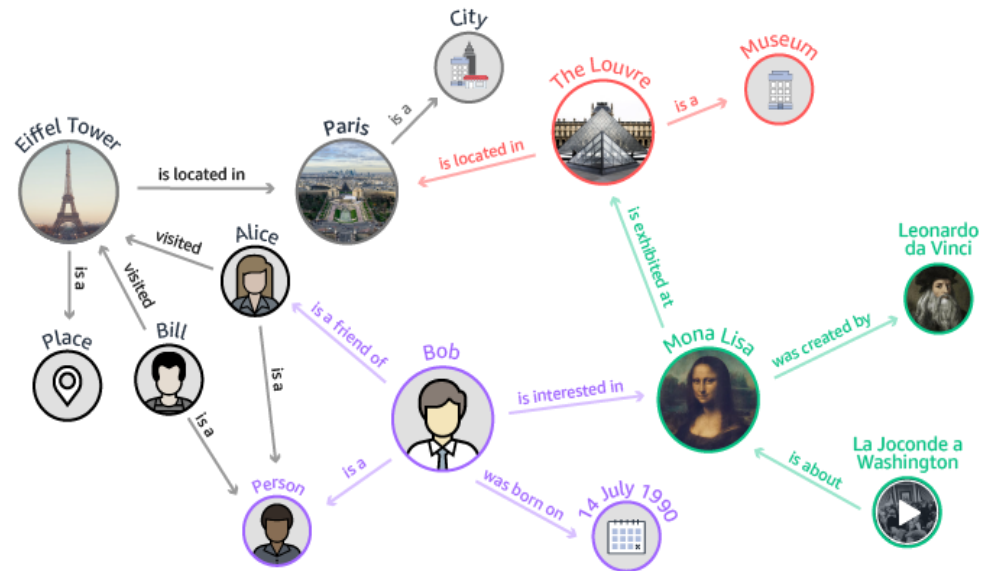 City
The Louvre
Museum
is a
is a
Eiffel Tower
Paris
is located in
is located in
visited
Alice
is exhibited at
Leonardo
da Vinci
is a
visited
Place
Bill
is a friend of
Bob
Mona Lisa
was created by
is a
is interested in
is a
La Joconde a
Washington
is about
Person
is a
was born on
14 July 1990